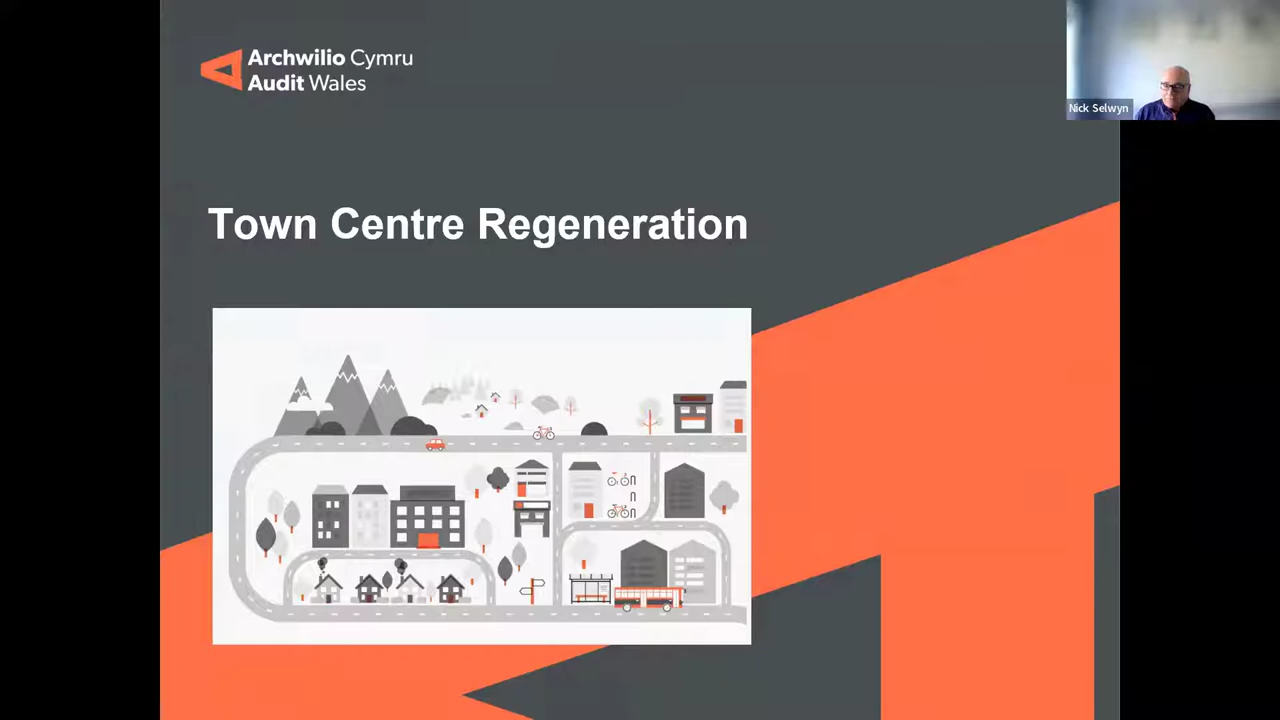 Archwilio Cymru
Audit Wales
Nick Selwyn
Town Centre Regeneration